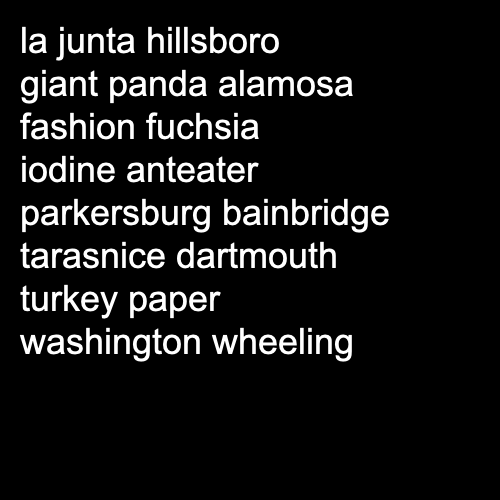 la junta hillsboro
giant panda alamosa
fashion fuchsia
iodine anteater
parkersburg bainbridge
tarasnice dartmouth
turkey paper
washington wheeling